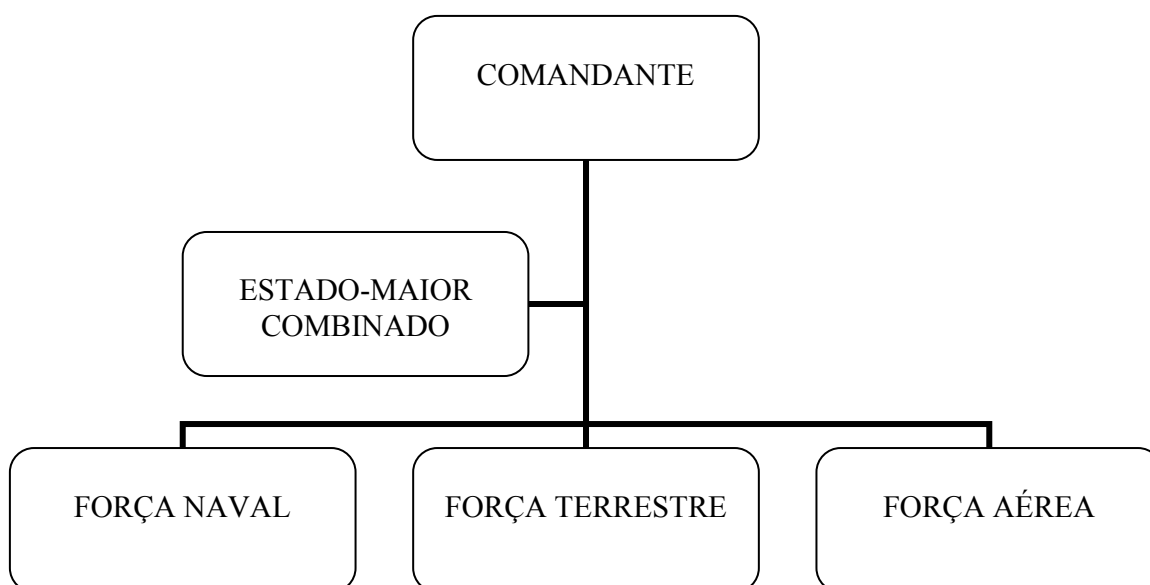 COMANDANTE
ESTADO-MAIOR
COMBINADO
FORÇA NAVAL
FORÇA TERRESTRE
FORÇA AÉREA